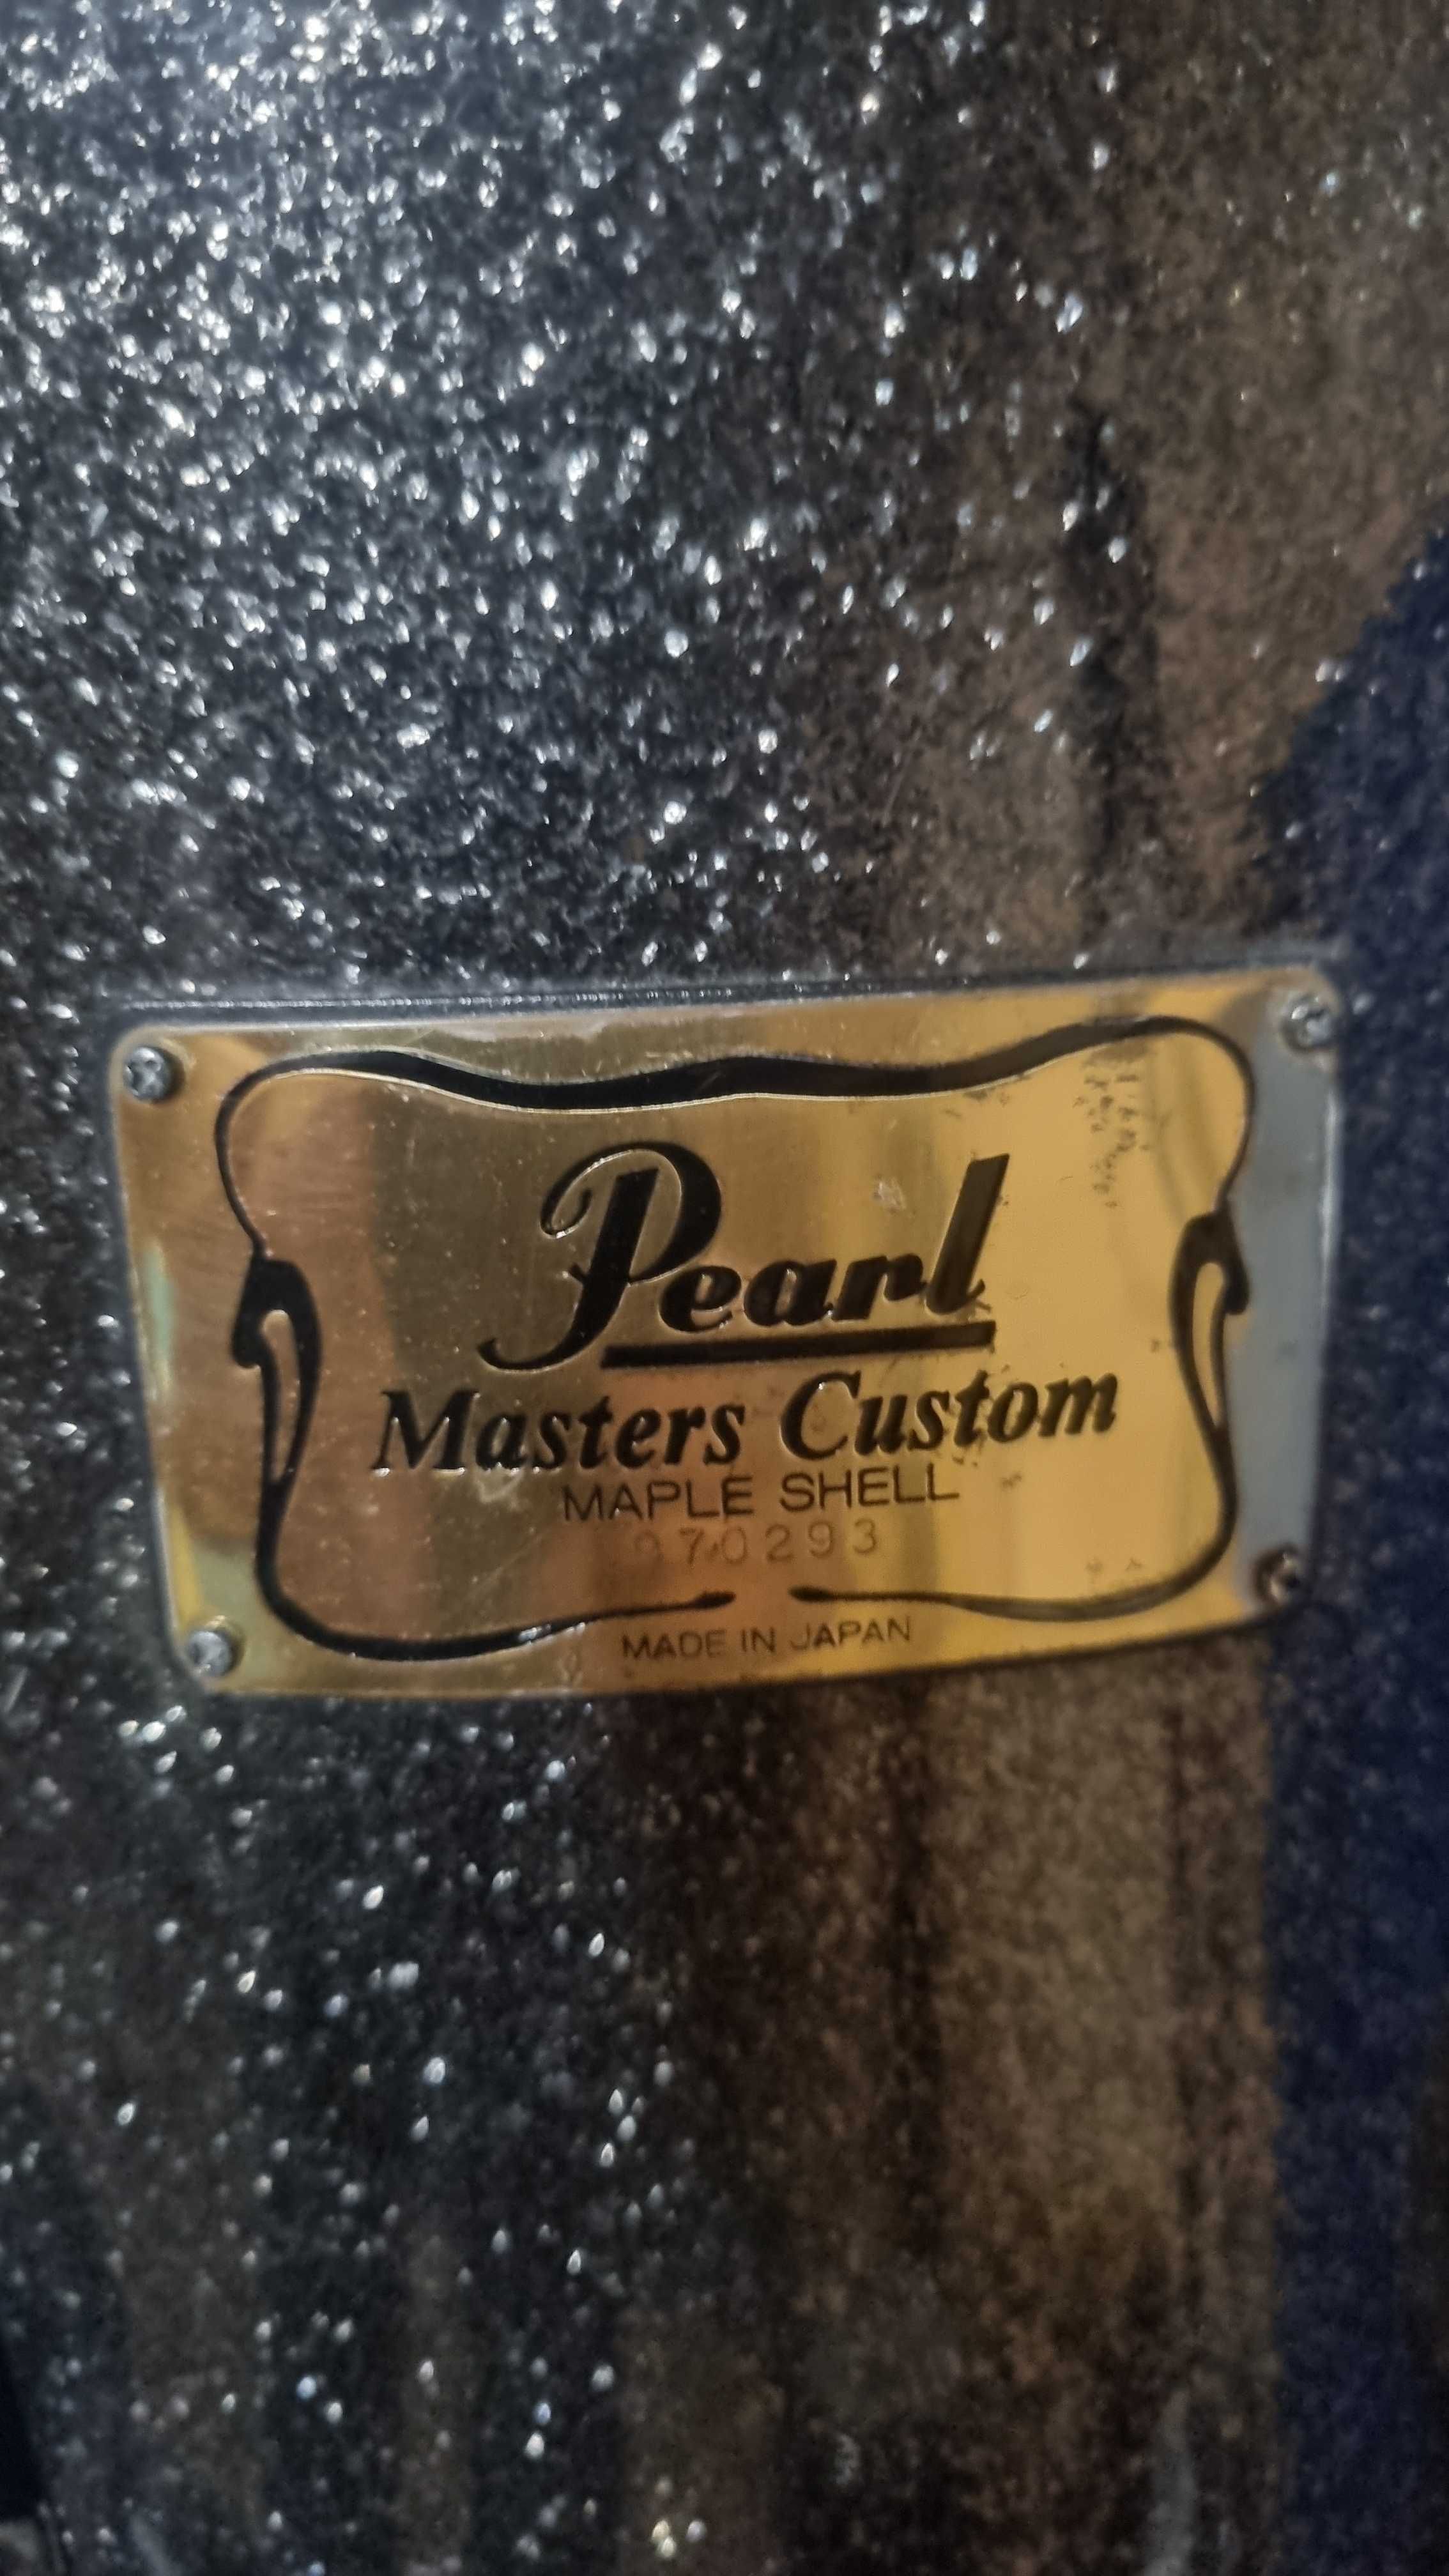 Pearl
Masters Custom
MAPLE SHELL
970293
MADE IN JAPAN